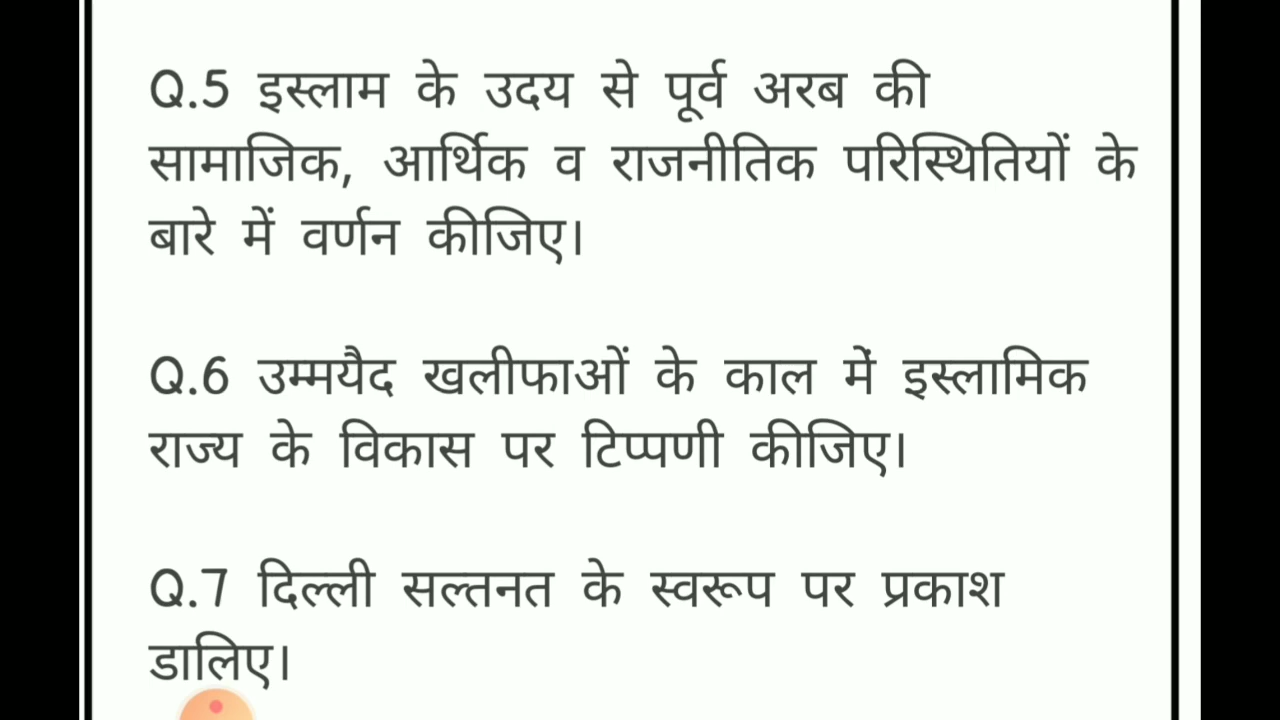 Q.5 इस्लाम के उदय से पूर्व अरब की
सामाजिक, आर्थिक व राजनीतिक परिस्थितियों के
बारे में वर्णन कीजिए।
Q.6 उम्मयैद खलीफाओं के काल में इस्लामिक
राज्य के विकास पर टिप्पणी कीजिए।
Q.7 दिल्ली सल्तनत के स्वरूप पर प्रकाश
डालिए।